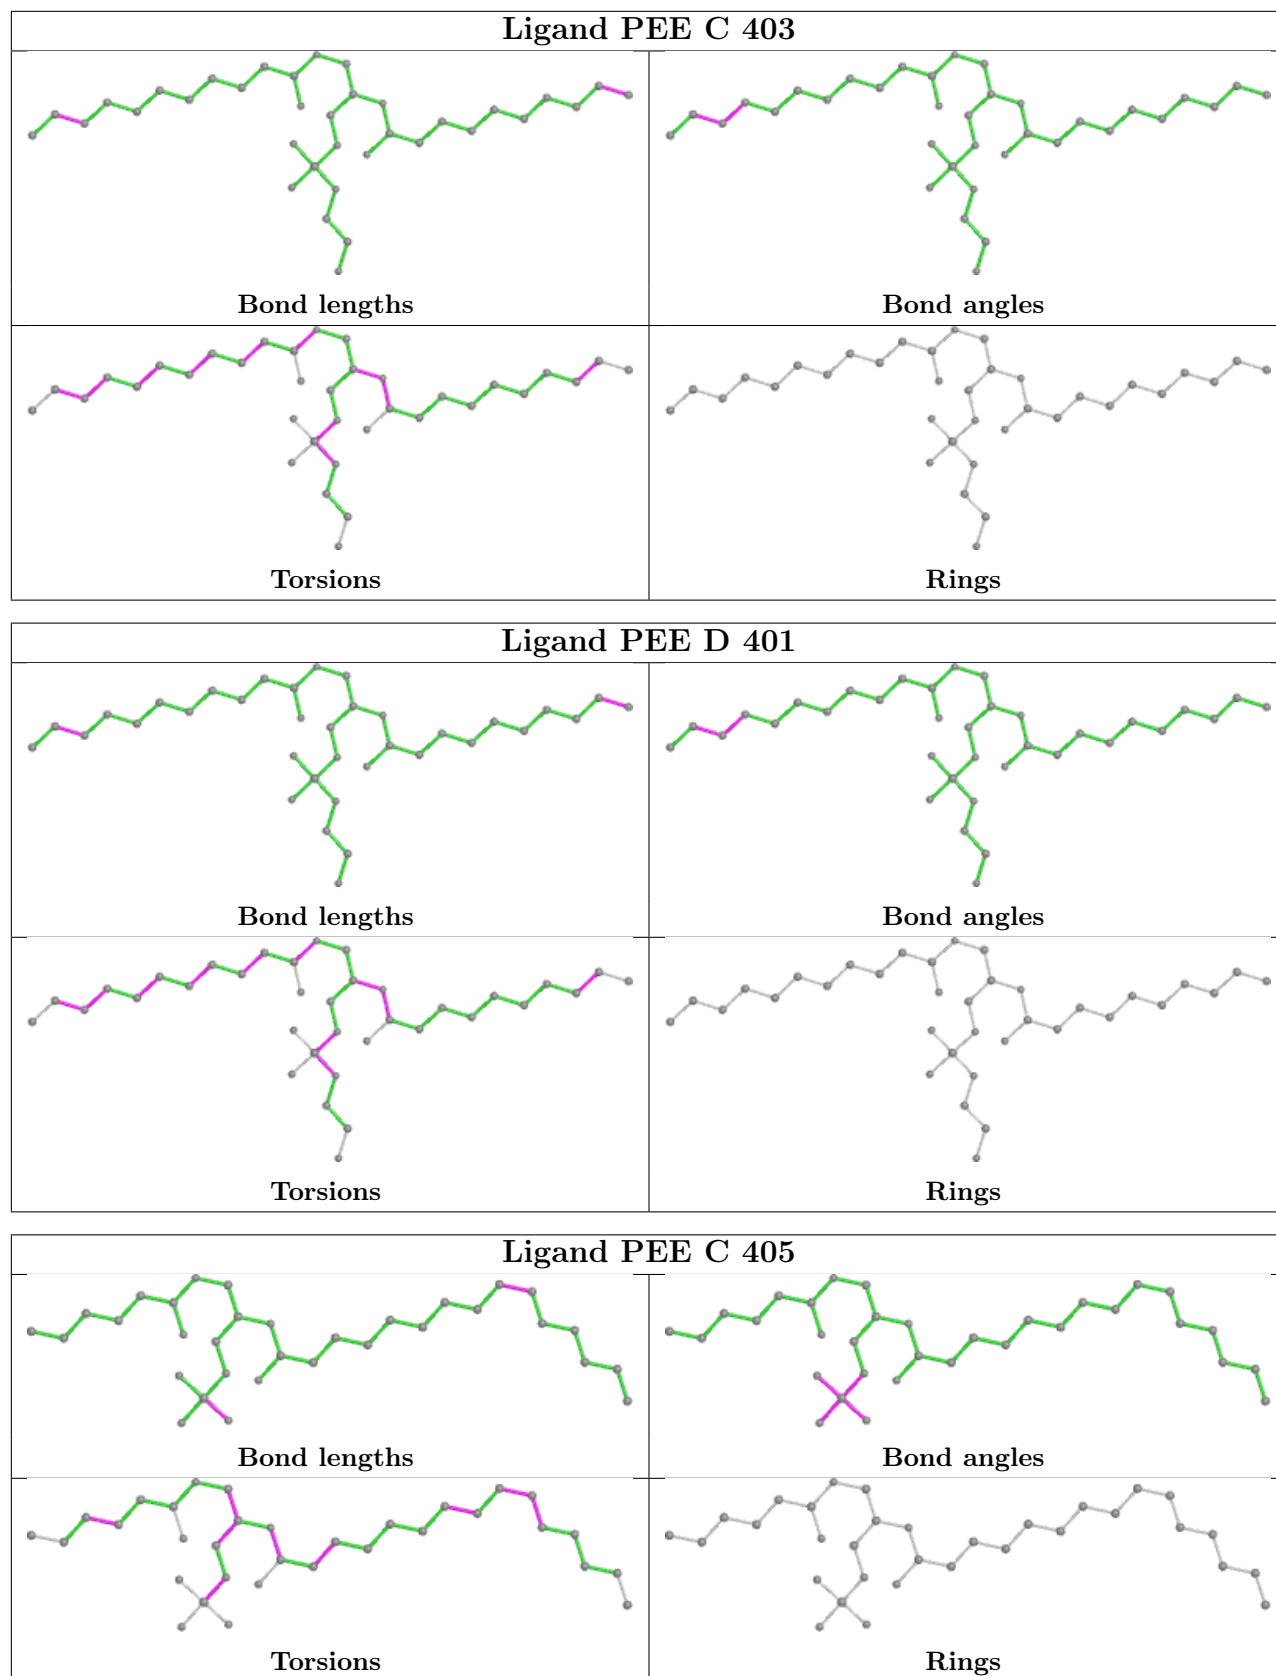 Ligand PEE C 403
Bond lengths
Bond angles
Torsions
Rings
Ligand PEE D 401
Bond lengths
Bond angles
Torsions
Rings
Ligand PEE C 405
Bond lengths
Bond angles
Torsions
Rings